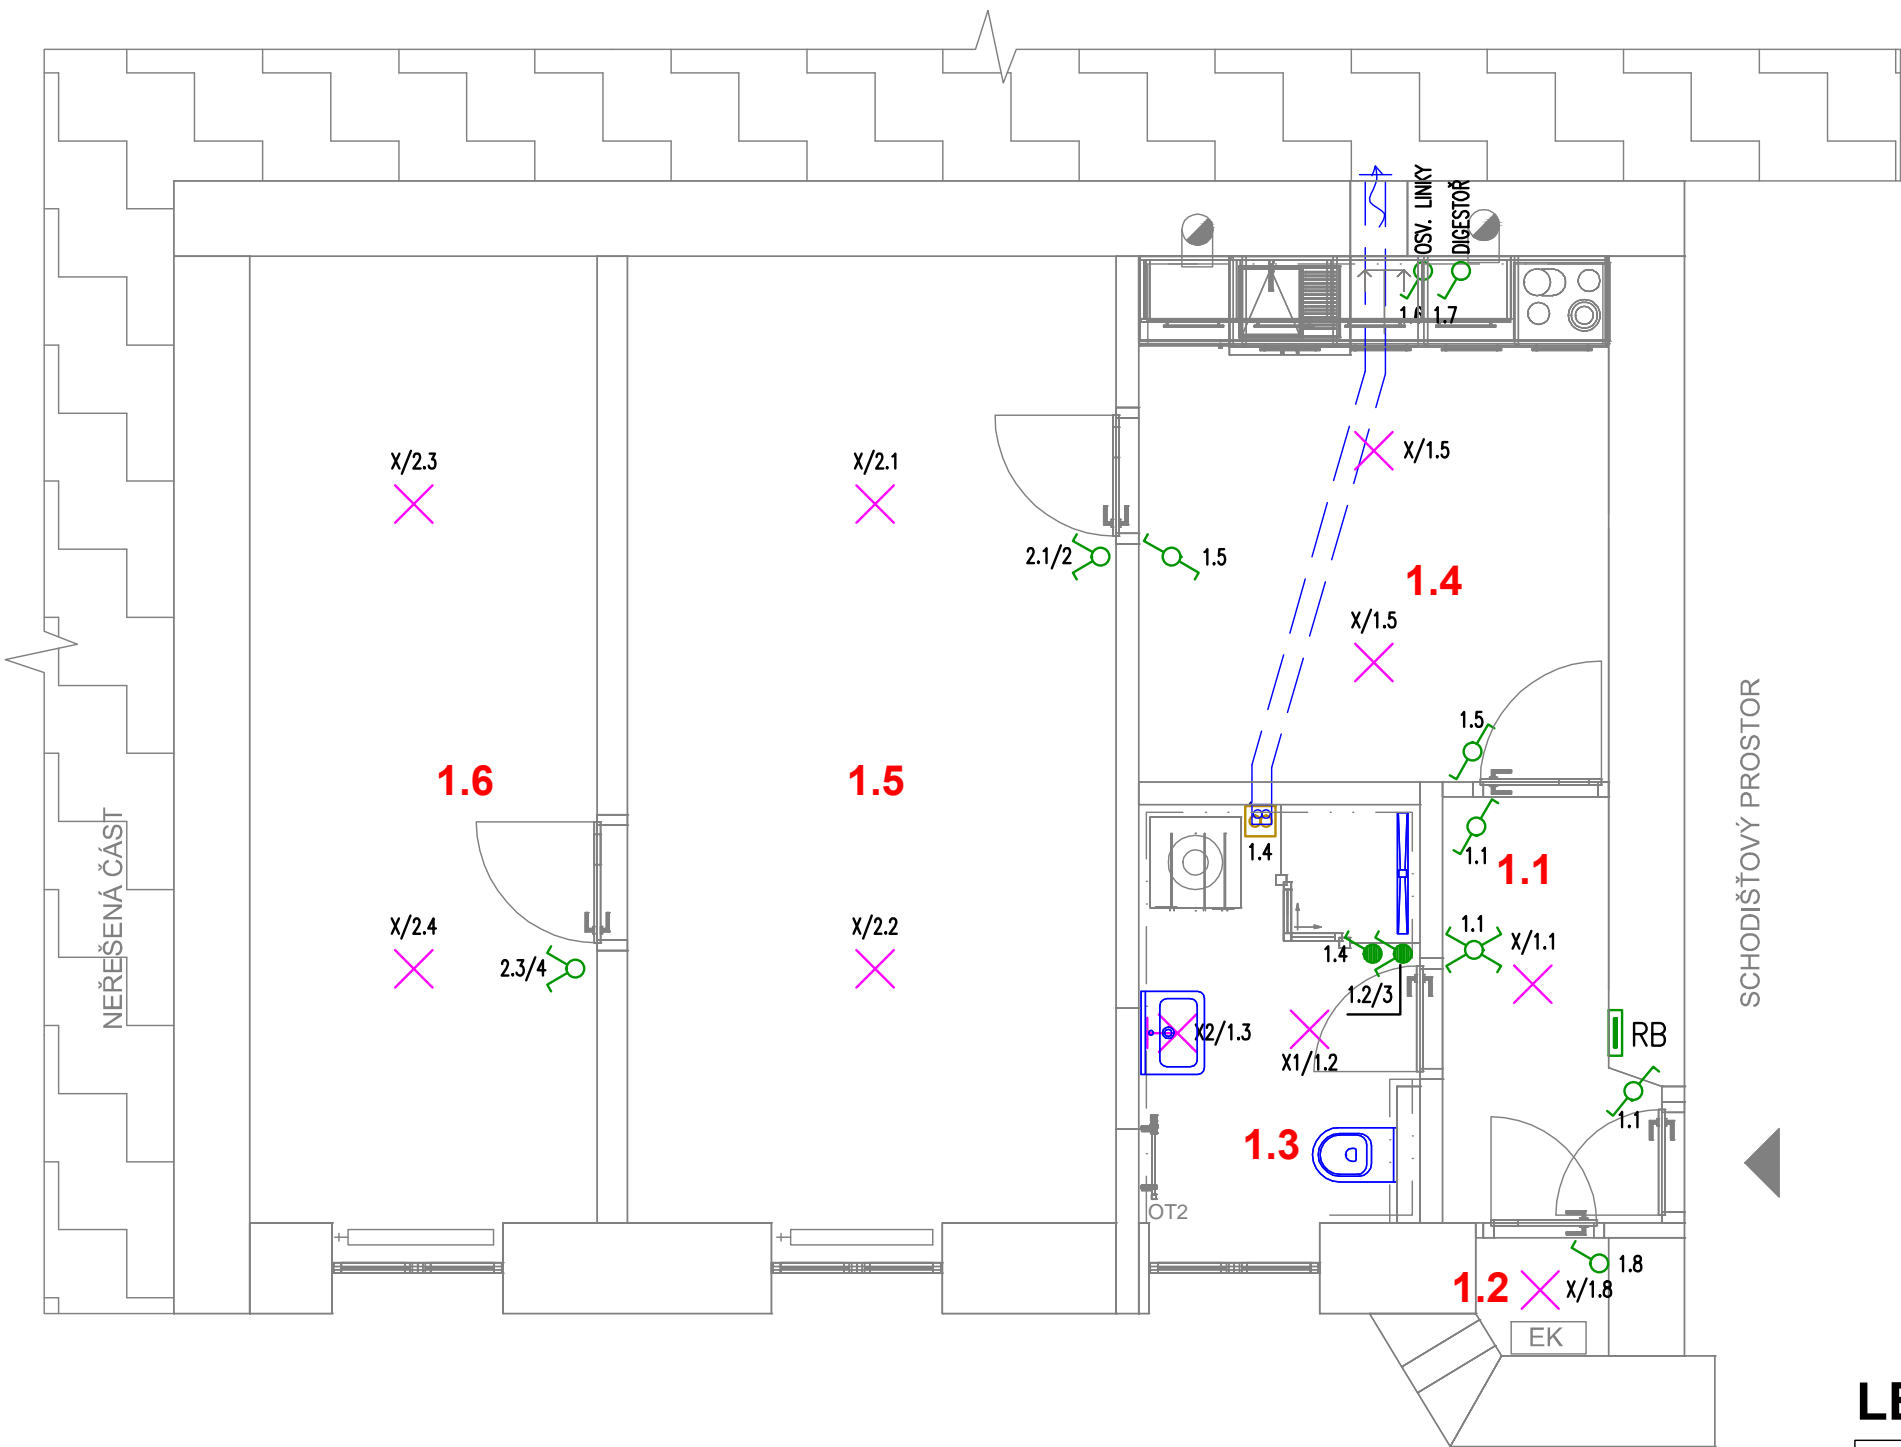 OSV. LINKY
DIGESTOŘ
1.7
X/2.3
X/2.1
X/1.5
2.1/2
1.5
1.4
X/1.5
1.5
1.6
1.5
SCHODIŠŤOVÝ PROSTOR
NEŘEŠENÁ ČÁST
1.1
1.4
1.1
X/2.4
X/2.2
1.1
X/1.1
1.4
2.3/4
1.2/3
X2/1.3
RB
X1/1.2
1.1
1.3
OT2
1.8
1.2
X/1.8
EK